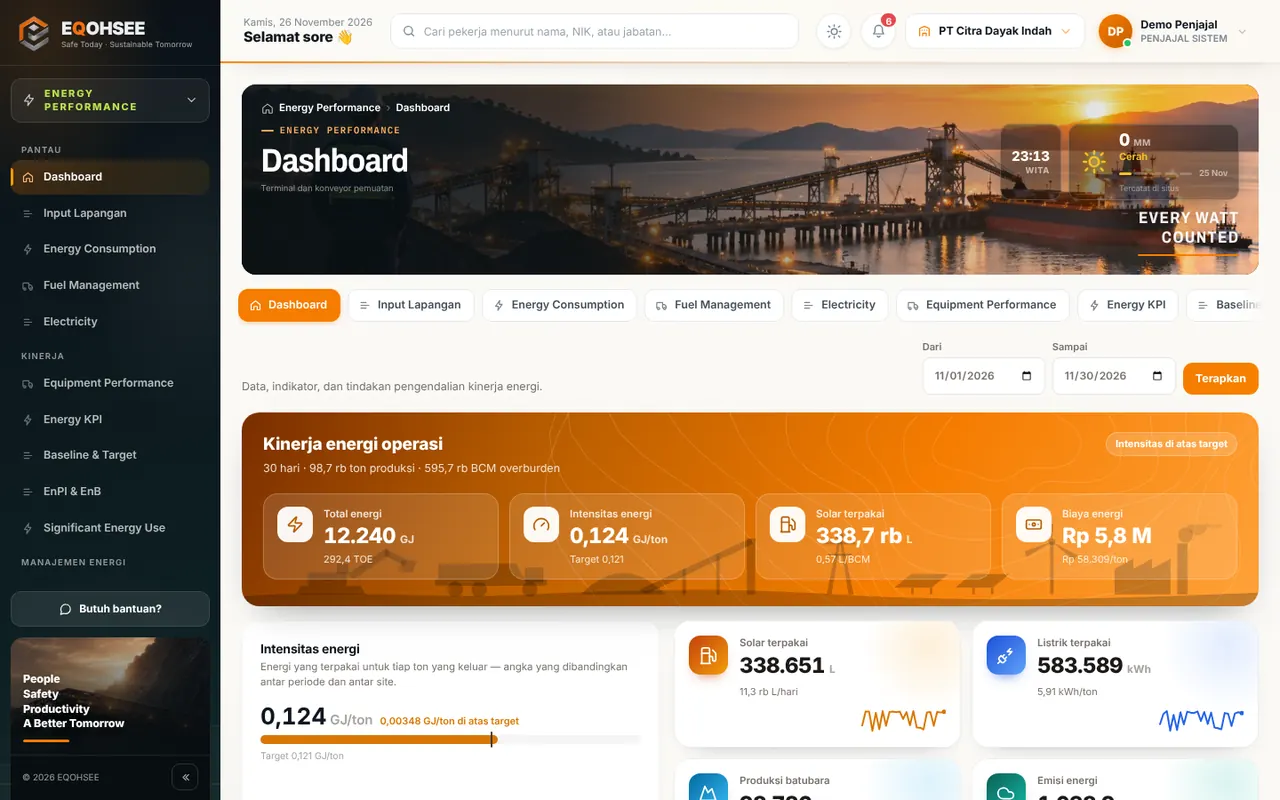 EQOHSEE
Safe Today · Sustainable Tomorrow
ENERGY
PERFORMANCE
PANTAU
Dashboard
Input Lapangan
Energy Consumption
Fuel Management
Electricity
KINERJA
Equipment Performance
Energy KPI
Baseline & Target
EnPI & EnB
Significant Energy Use
MANAJEMEN ENERGI
Butuh bantuan?
People
Safety
Productivity
A Better Tomorrow
© 2026 EQOHSEE
Kamis, 26 November 2026
Selamat sore 👋
Cari pekerja menurut nama, NIK, atau jabatan...
6
PT Citra Dayak Indah
DP
Demo Penjajal
PENJAJAL SISTEM
Energy Performance › Dashboard
ENERGY PERFORMANCE
Dashboard
Terminal dan konveyor pemuatan
23:13
WITA
0 MM
Cerah
25 Nov
Tercatat di situs
EVERY WATT
COUNTED
Dashboard
Input Lapangan
Energy Consumption
Fuel Management
Electricity
Equipment Performance
Energy KPI
Baseline
Data, indikator, dan tindakan pengendalian kinerja energi.
Dari
11/01/2026
Sampai
11/30/2026
Terapkan
Kinerja energi operasi
30 hari · 98,7 rb ton produksi · 595,7 rb BCM overburden
Intensitas di atas target
Total energi
12.240 GJ
292,4 TOE
Intensitas energi
0,124 GJ/ton
Target 0,121
Solar terpakai
338,7 rb L
0,57 L/BCM
Biaya energi
Rp 5,8 M
Rp 58.309/ton
Intensitas energi
Energi yang terpakai untuk tiap ton yang keluar — angka yang dibandingkan
antar periode dan antar site.
0,124 GJ/ton 0,00348 GJ/ton di atas target
Target 0,121 GJ/ton
Solar terpakai
338.651 L
11,3 rb L/hari
Listrik terpakai
583.589 kWh
5,91 kWh/ton
Produksi batubara
Emisi energi